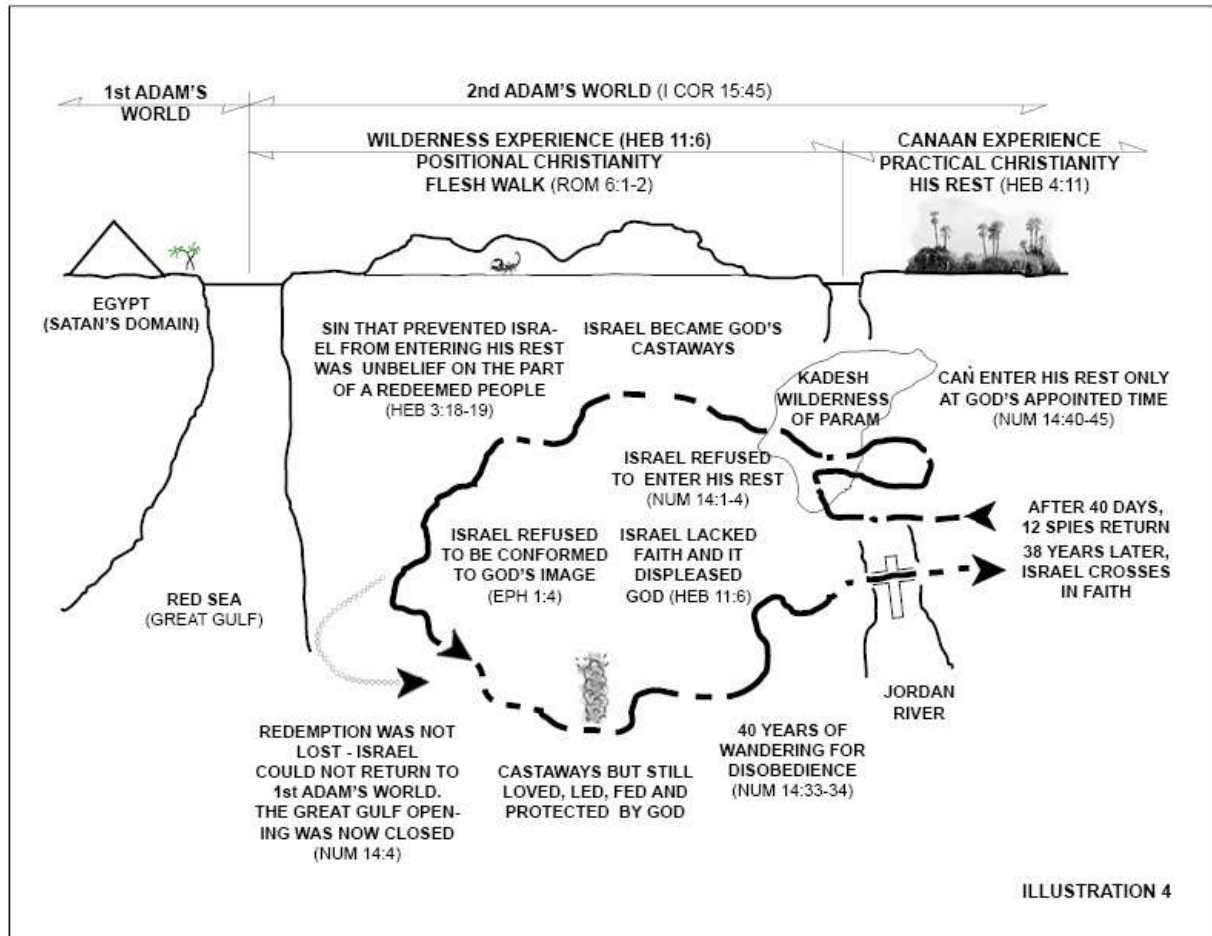 1st ADAM'S
WORLD
2nd ADAM'S WORLD (I COR 15:45)
WILDERNESS EXPERIENCE (HEB 11:6)
POSITIONAL CHRISTIANITY
FLESH WALK (ROM 6:1-2)
CANAAN EXPERIENCE
PRACTICAL CHRISTIANITY
HIS REST (HEB 4:11)
EGYPT
(SATAN'S DOMAIN)
SIN THAT PREVENTED ISRA-
EL FROM ENTERING HIS REST
WAS UNBELIEF ON THE PART
OF A REDEEMED PEOPLE
(HEB 3:18-19)
ISRAEL BECAME GOD'S
CASTAWAYS
KADESH
WILDERNESS
OF PARAM
CAN ENTER HIS REST ONLY
AT GOD'S APPOINTED TIME
(NUM 14:40-45)
ISRAEL REFUSED
TO ENTER HIS REST
(NUM 14:1-4)
AFTER 40 DAYS,
12 SPIES RETURN
38 YEARS LATER,
ISRAEL CROSSES
IN FAITH
ISRAEL REFUSED
TO BE CONFORMED
TO GOD'S IMAGE
(EPH 1:4)
ISRAEL LACKED
FAITH AND IT
DISPLEASED
GOD (HEB 11:6)
RED SEA
(GREAT GULF)
JORDAN
RIVER
REDEMPTION WAS NOT
LOST - ISRAEL
COULD NOT RETURN TO
1st ADAM'S WORLD.
THE GREAT GULF OPEN-
ING WAS NOW CLOSED
(NUM 14:4)
CASTAWAYS BUT STILL
LOVED, LED, FED AND
PROTECTED BY GOD
40 YEARS OF
WANDERING FOR
DISOBEDIENCE
(NUM 14:33-34)
ILLUSTRATION 4